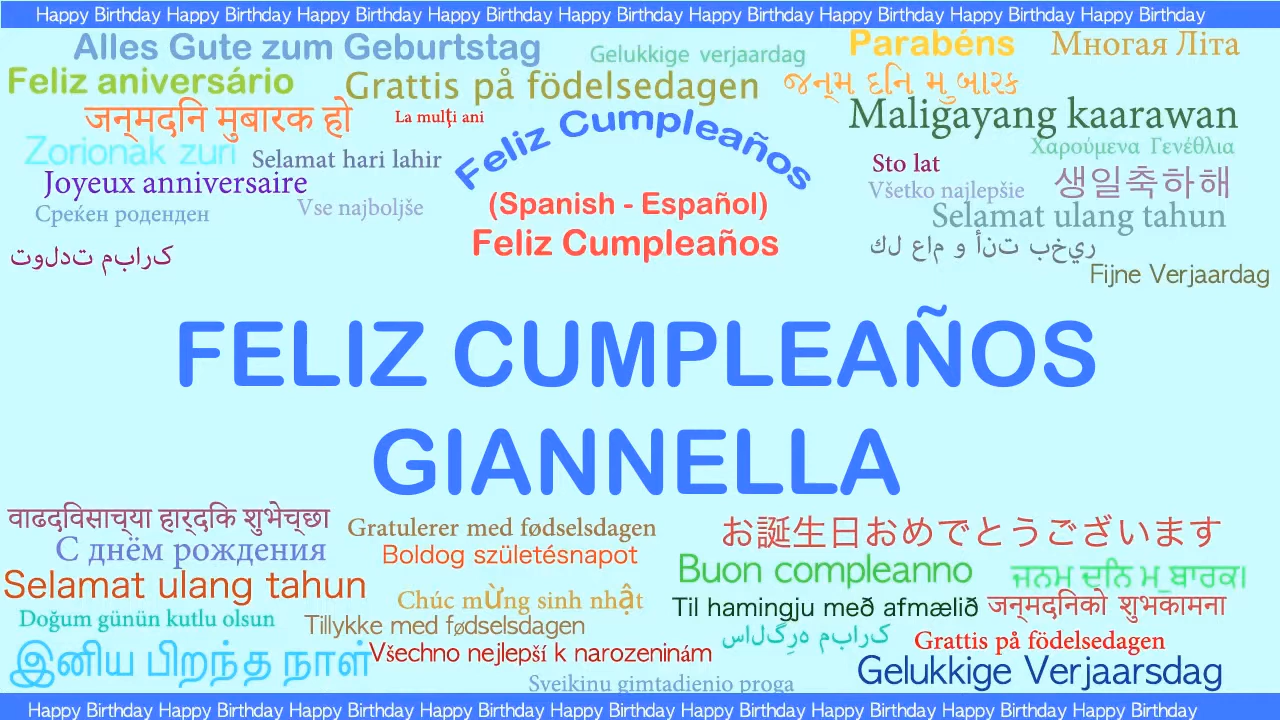 Happy Birthday Happy Birthday Happy Birthday Happy Birthday Happy Birthday Happy Birthday Happy Birthday Happy Birthday Happy Birthday
Alles Gute zum Geburtstag
Gelukkige verjaardag
Parabéns
Многая Літа
Feliz aniversário
Grattis på födelsedagen
જન્મ દિન મુબારક
जन्मदिन मुबारक हो
La mulţi ani
Feliz Cumpleaños
Maligayang kaarawan
Zorionak zuri
Selamat hari lahir
Sto lat
Χαρούμενα Γενέθλια
Joyeux anniversaire
Všetko najlepšie
생일축하해
Срeќен роденден
Vse najboljše
(Spanish - Español)
Selamat ulang tahun
Feliz Cumpleaños
تولدت مبارک
كل عام و أنت بخير
Fijne Verjaardag
FELIZ CUMPLEAÑOS
GIANNELLA
वाढदिवसाच्या हार्दिक शुभेच्छा
Gratulerer med fødselsdagen
お誕生日おめでとうございます
С днём рождения
Boldog születésnapot
Buon compleanno
ਜਨਮ ਦਿਨ ਮੁਬਾਰਕ।
Selamat ulang tahun
Chúc mừng sinh nhật
Til hamingju með afmælið
जन्मदिनको शुभकामना
Doğum günün kutlu olsun
Tillykke med fødselsdagen
سالگرہ مبارک
Grattis på födelsedagen
இனிய பிறந்த நாள்
Všechno nejlepší k narozeninám
Gelukkige Verjaarsdag
Sveikinu gimtadienio proga
Happy Birthday Happy Birthday Happy Birthday Happy Birthday Happy Birthday Happy Birthday Happy Birthday Happy Birthday Happy Birthday